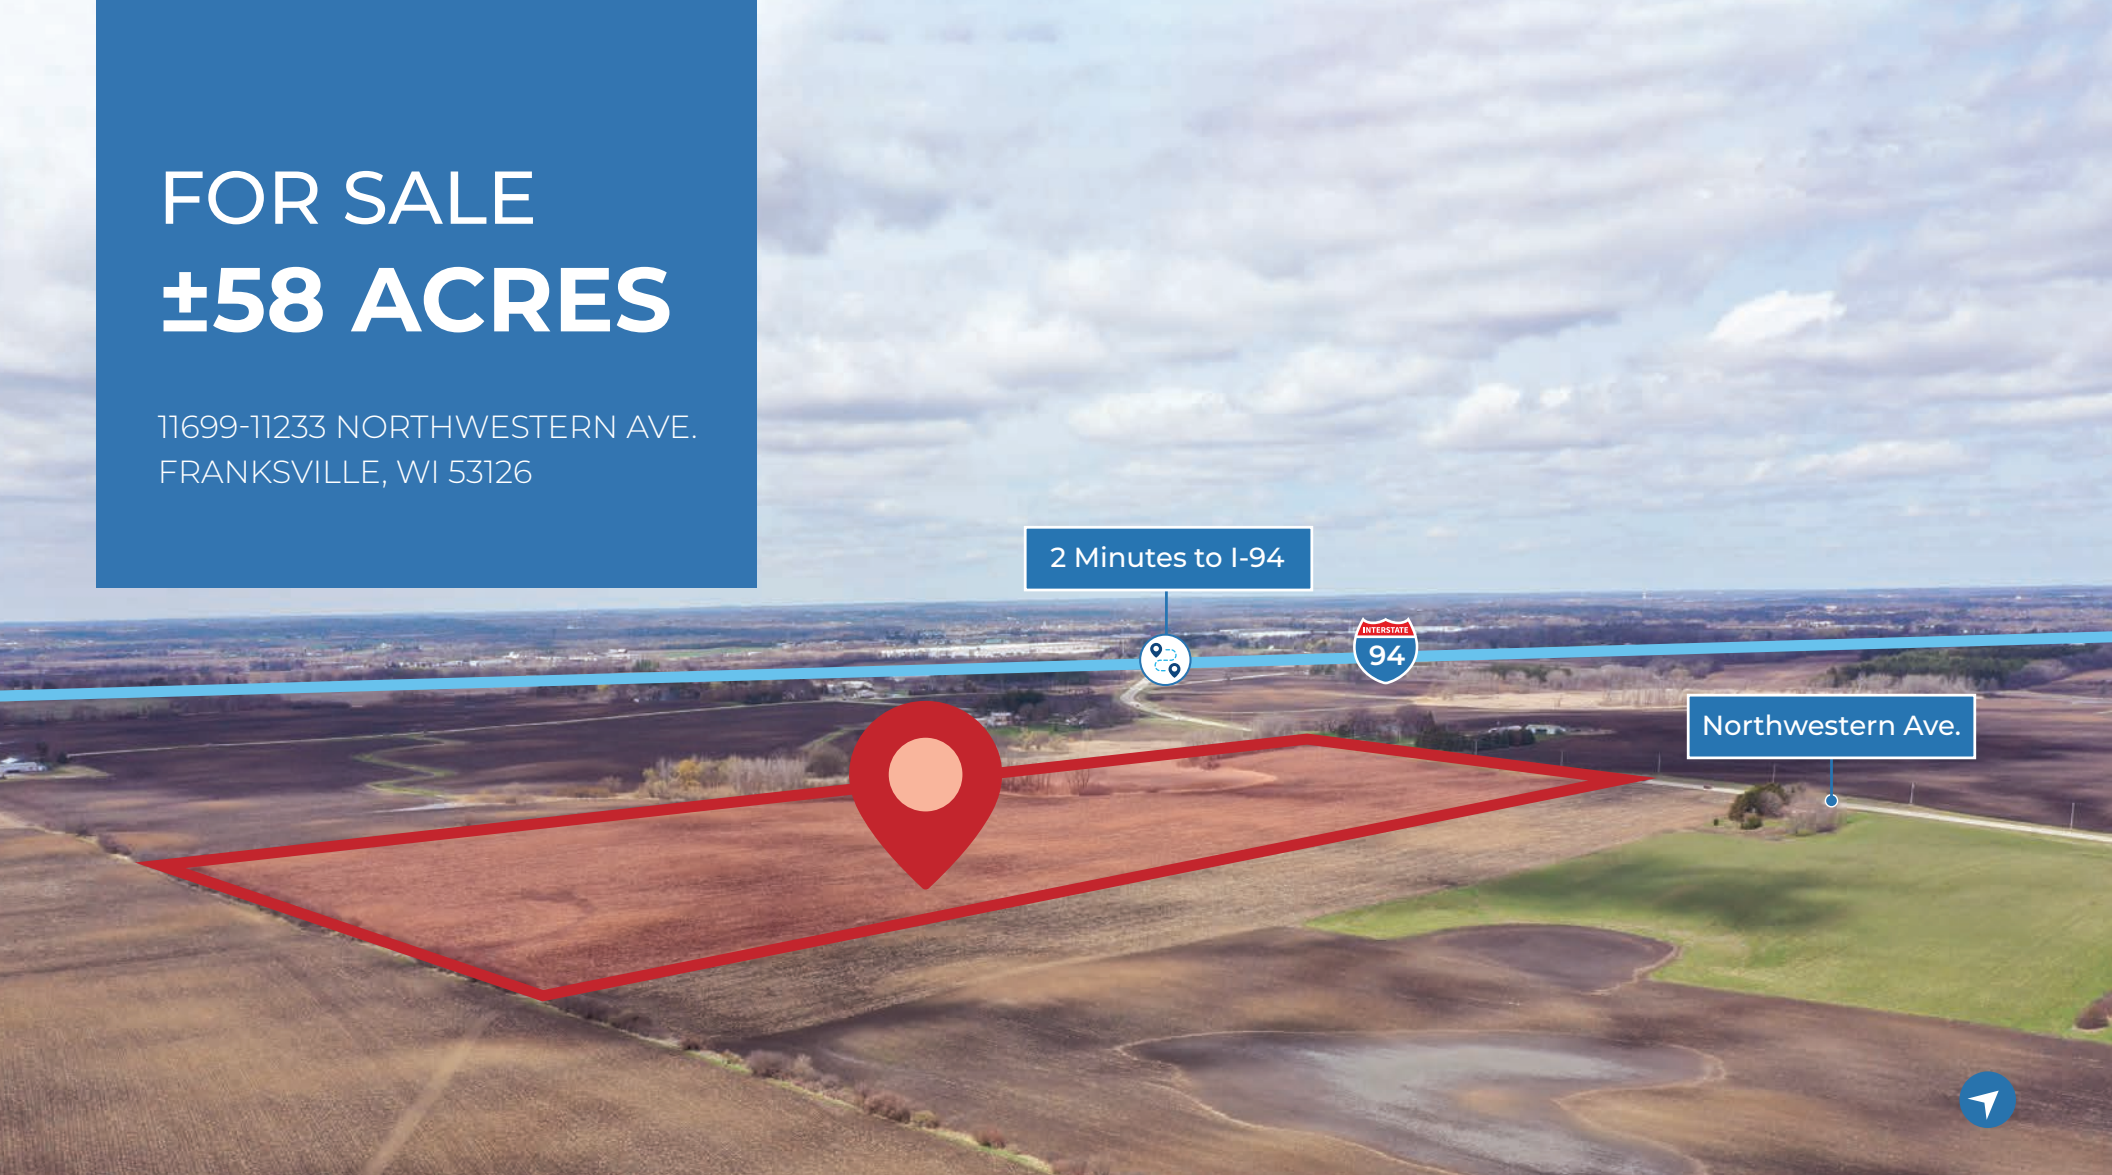 FOR SALE
±58 ACRES
11699-11233 NORTHWESTERN AVE.
FRANKSVILLE, WI 53126
2 Minutes to I-94
INTERSTATE
94
Northwestern Ave.